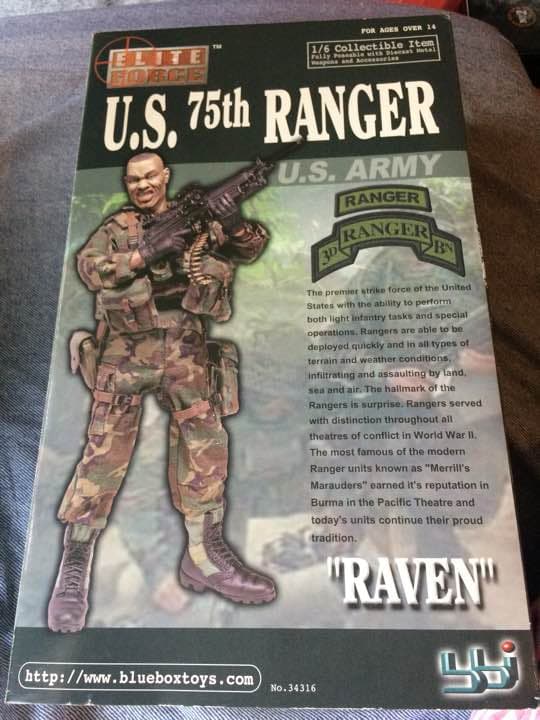 FOR AGES OVER 14
1/6 Collectible Item
Fully Poseable with Diecast Metal
Weapons and Accessories
ELITE
FORCE
TM
U.S. 75th RANGER
U.S. ARMY
RANGER
3D RANGER BN
The premier strike force of the United
States with the ability to perform
both light infantry tasks and special
operations. Rangers are able to be
deployed quickly and in all types of
terrain and weather conditions,
infiltrating and assaulting by land,
sea and air. The hallmark of the
Rangers is surprise. Rangers served
with distinction throughout all
theatres of conflict in World War II.
The most famous of the modern
Ranger units known as "Merrill's
Marauders" earned it's reputation in
Burma in the Pacific Theatre and
today's units continue their proud
tradition.
"RAVEN"
http://www.blueboxtoys.com
No.34316
bbi